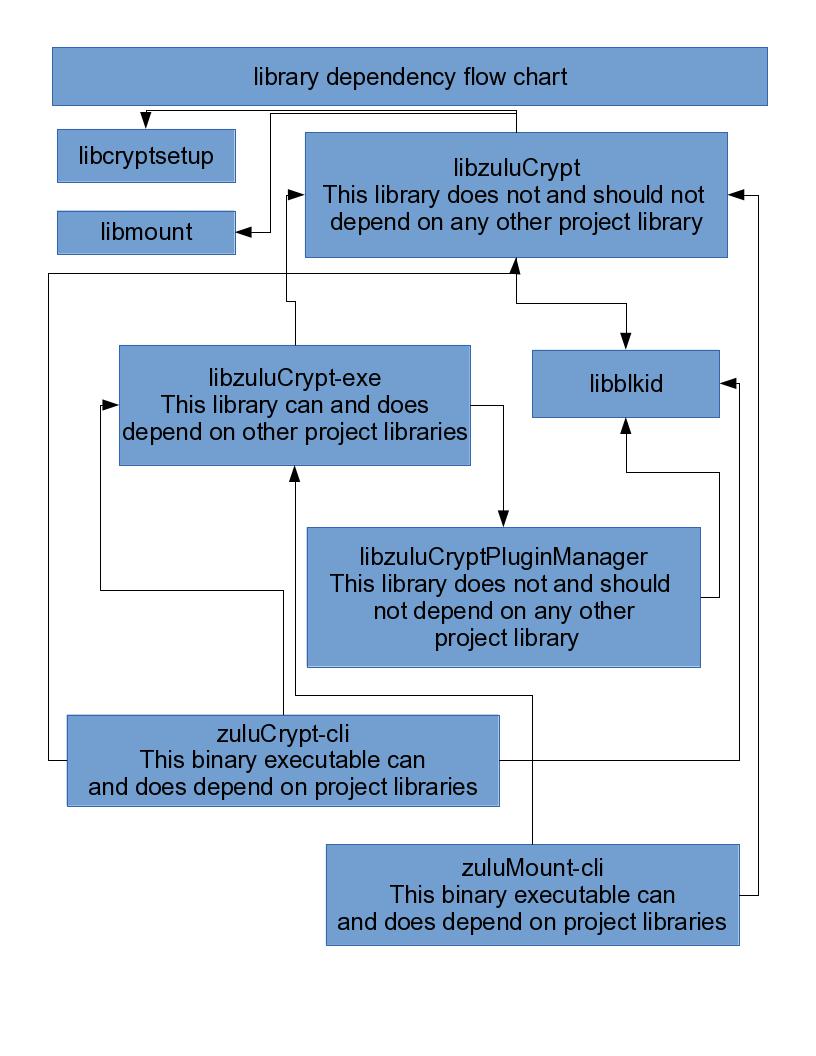 library dependency flow chart
libcryptsetup
libzuluCrypt
This library does not and should not
depend on any other project library
libmount
libzuluCrypt-exe
This library can and does
depend on other project libraries
libblkid
libzuluCryptPluginManager
This library does not and should
not depend on any other
project library
zuluCrypt-cli
This binary executable can
and does depend on project libraries
zuluMount-cli
This binary executable can
and does depend on project libraries